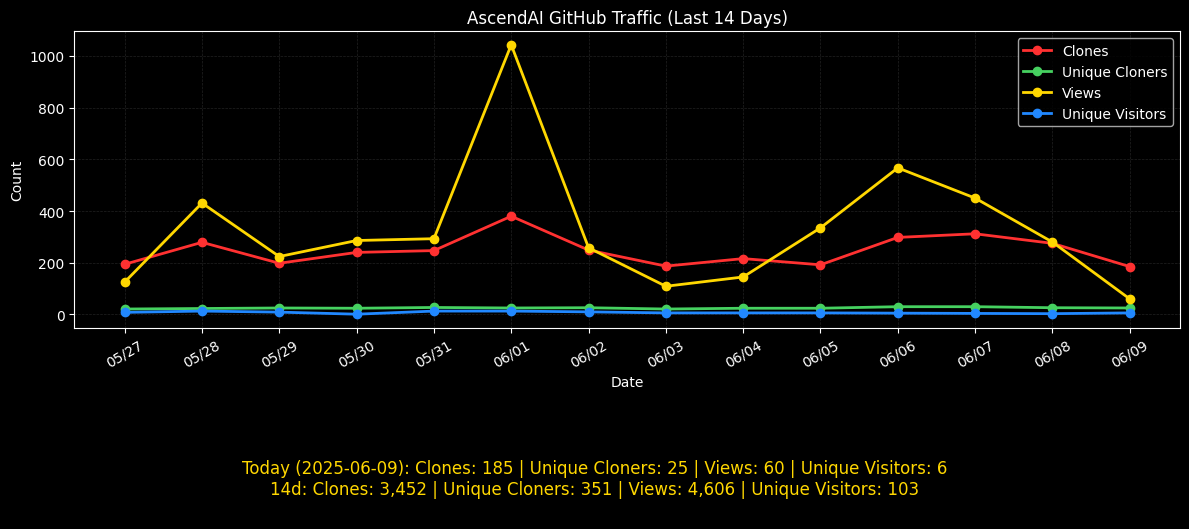 AscendAI GitHub Traffic (Last 14 Days)
Clones
Unique Cloners
Views
Unique Visitors
Count
1000
800
600
400
200
0
05/27
05/28
05/29
05/30
05/31
06/01
06/02
06/03
06/04
06/05
06/06
06/07
06/08
06/09
Date
Today (2025-06-09): Clones: 185 | Unique Cloners: 25 | Views: 60 | Unique Visitors: 6
14d: Clones: 3,452 | Unique Cloners: 351 | Views: 4,606 | Unique Visitors: 103